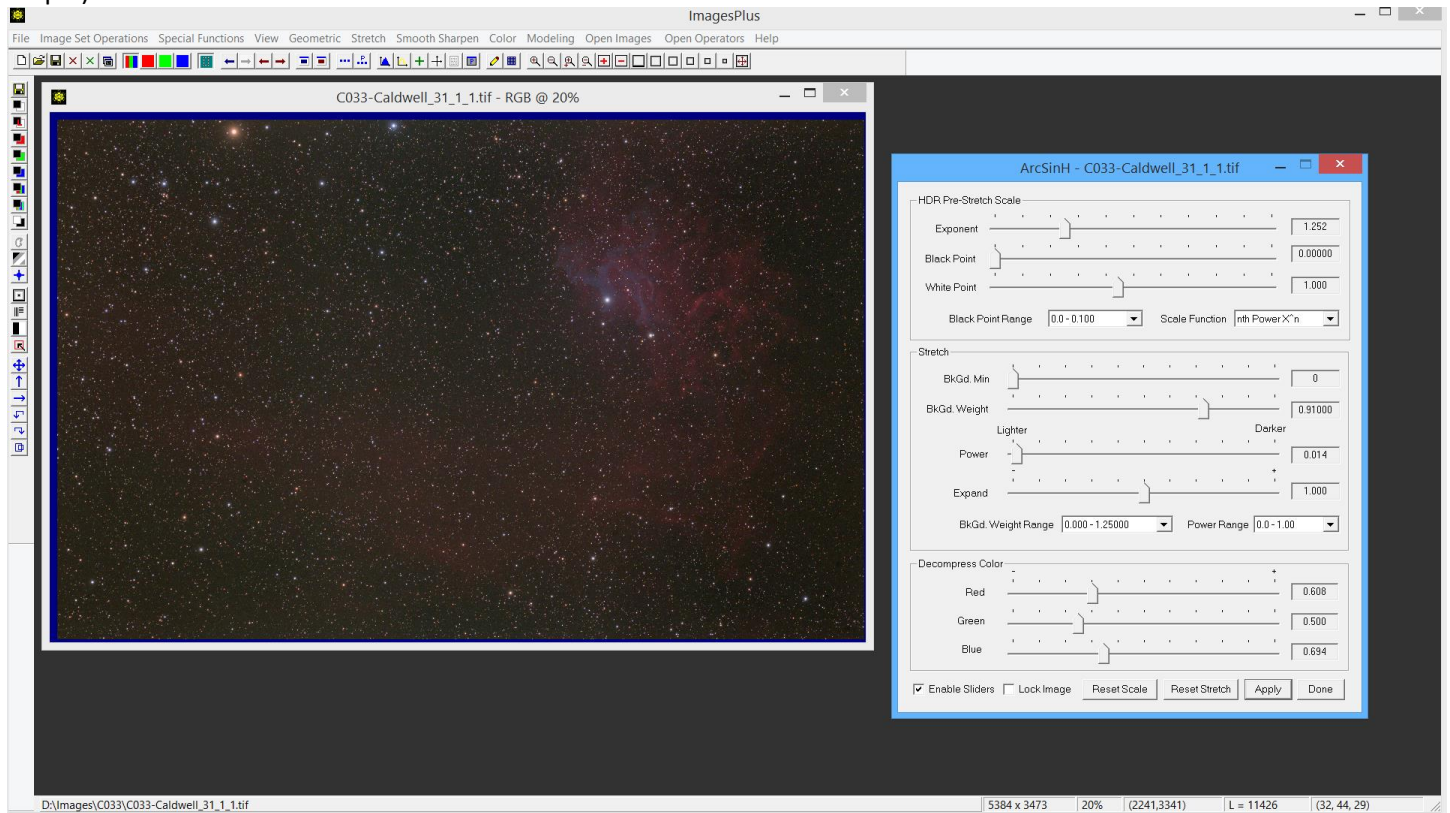 ImagesPlus
File Image Set Operations Special Functions View Geometric Stretch Smooth Sharpen Color Modeling Open Images Open Operators Help
C033-Caldwell_31_1_1.tif - RGB @ 20%
ArcSinH - C033-Caldwell_31_1_1.tif
HDR Pre-Stretch Scale
Exponent 1.252
Black Point 0.00000
White Point 1.000
Black Point Range 0.0 - 0.100 Scale Function nth Power X^n
Stretch
BkGd. Min 0
BkGd. Weight 0.91000
Lighter Darker
Power 0.014
- +
Expand 1.000
BkGd. Weight Range 0.000 - 1.25000 Power Range 0.0 - 1.00
Decompress Color
- +
Red 0.608
Green 0.500
Blue 0.694
Enable Sliders Lock Image Reset Scale Reset Stretch Apply Done
D:\Images\C033\C033-Caldwell_31_1_1.tif 5384 x 3473 20% (2241,3341) L = 11426 (32, 44, 29)